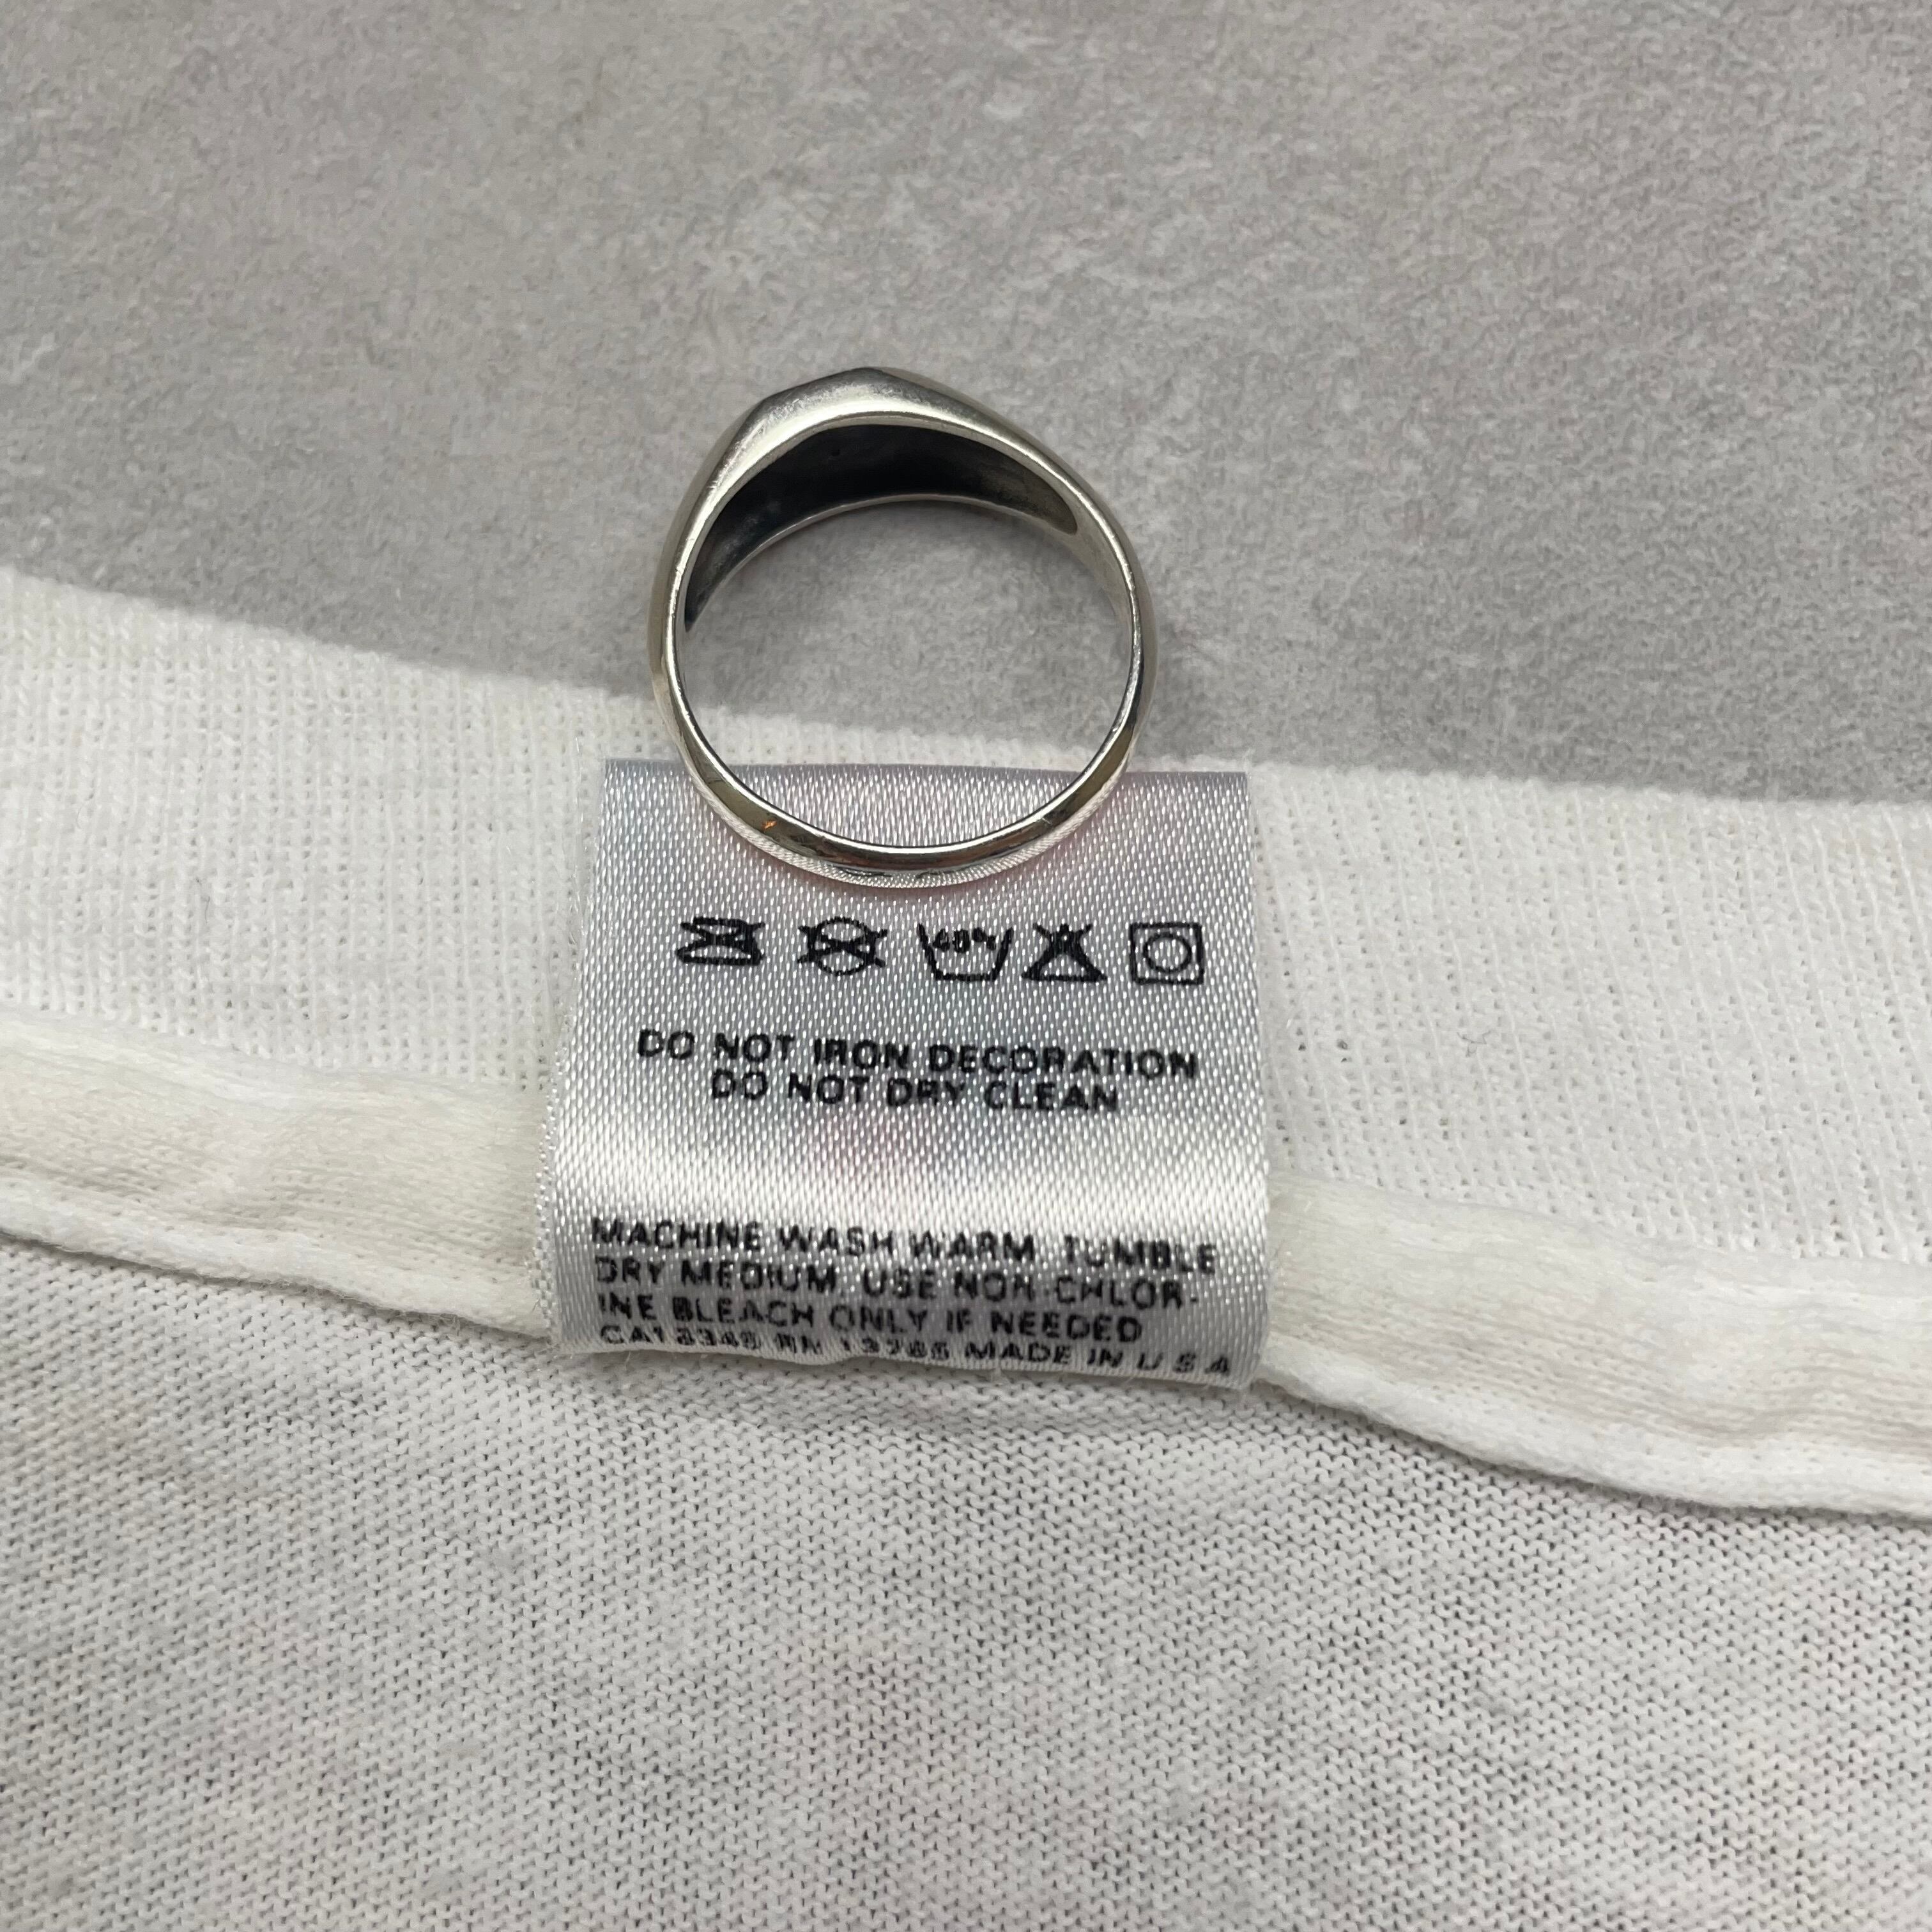 40°c
DO NOT IRON DECORATION
DO NOT DRY CLEAN
MACHINE WASH WARM, TUMBLE
DRY MEDIUM, USE NON-CHLOR-
INE BLEACH ONLY IF NEEDED
MADE IN U S A